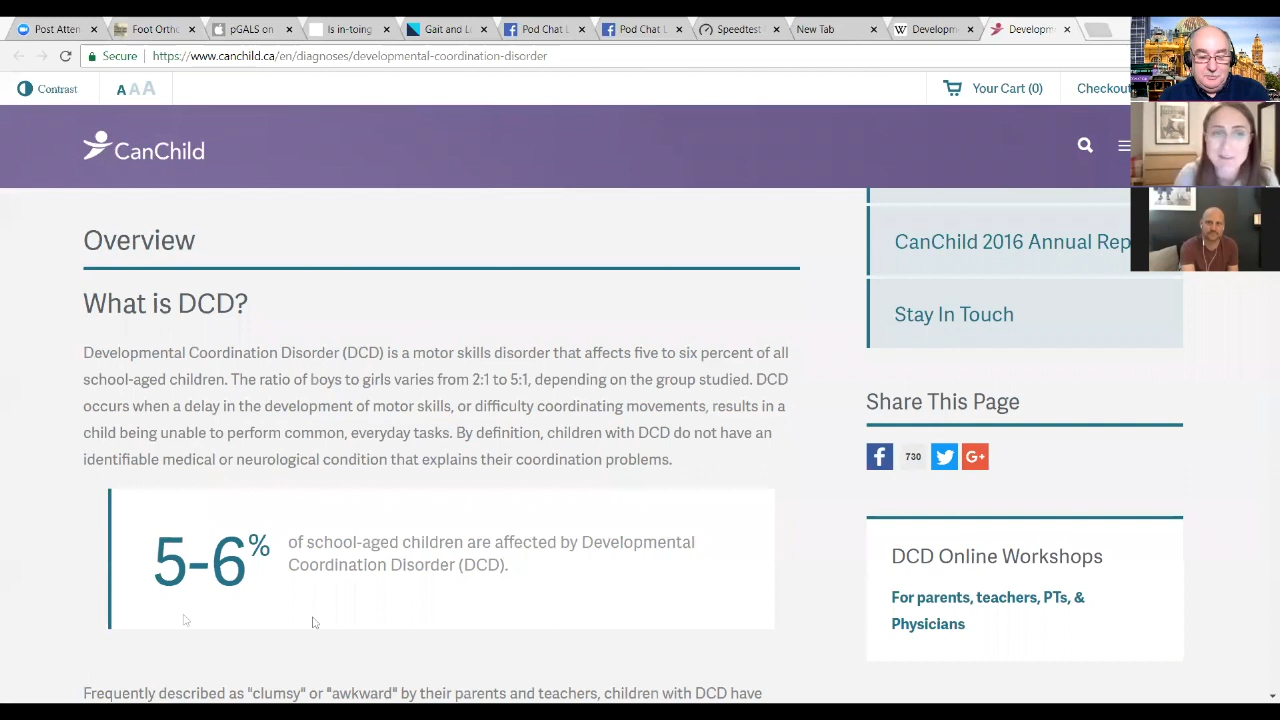 Post Atten
Foot Ortho
pGALS on
Is in-toing
Gait and L
Pod Chat L
Pod Chat L
Speedtest
New Tab
Developm
Developm
Secure
https://www.canchild.ca/en/diagnoses/developmental-coordination-disorder
Contrast
A A A
Your Cart (0)
Checkout
CanChild
Overview
What is DCD?
Developmental Coordination Disorder (DCD) is a motor skills disorder that affects five to six percent of all
school-aged children. The ratio of boys to girls varies from 2:1 to 5:1, depending on the group studied. DCD
occurs when a delay in the development of motor skills, or difficulty coordinating movements, results in a
child being unable to perform common, everyday tasks. By definition, children with DCD do not have an
identifiable medical or neurological condition that explains their coordination problems.
5-6%
of school-aged children are affected by Developmental
Coordination Disorder (DCD).
Frequently described as "clumsy" or "awkward" by their parents and teachers, children with DCD have
CanChild 2016 Annual Rep
Stay In Touch
Share This Page
730
G+
DCD Online Workshops
For parents, teachers, PTs, &
Physicians